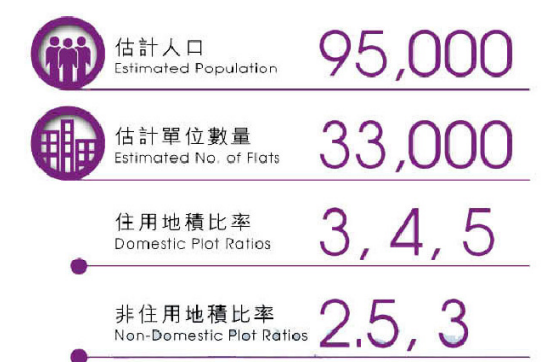 估計人口
Estimated Population
95,000
估計單位數量
Estimated No. of Flats
33,000
住用地積比率
Domestic Plot Ratios
3, 4, 5
非住用地積比率
Non-Domestic Plot Ratios
2.5, 3